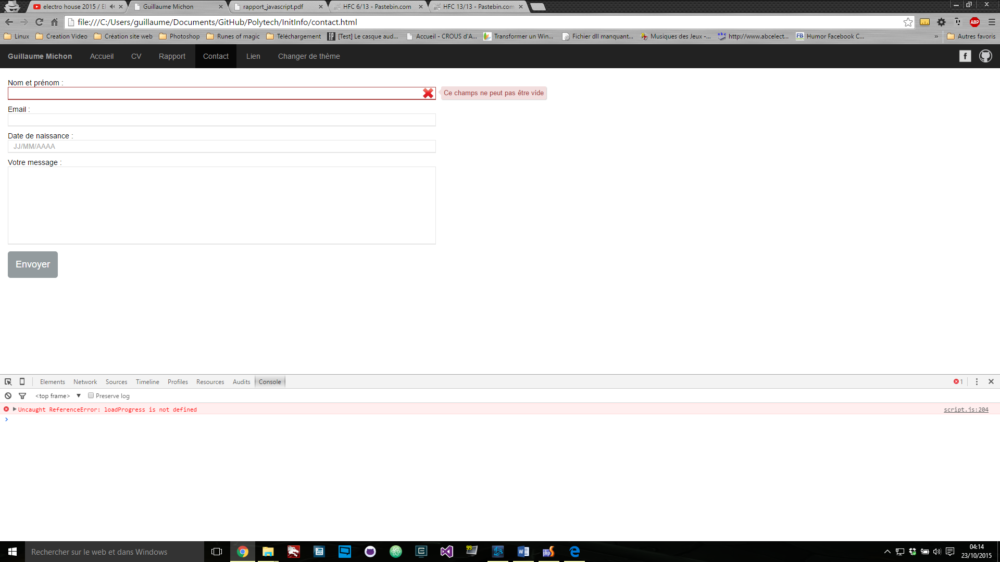 electro house 2015 / El
Guillaume Michon
rapport_javascript.pdf
HFC 6/13 - Pastebin.com
HFC 13/13 - Pastebin.com
file:///C:/Users/guillaume/Documents/GitHub/Polytech/InitInfo/contact.html
ABP
Linux
Creation Video
Création site web
Photoshop
Runes of magic
Téléchargement
[Test] Le casque aud...
Accueil - CROUS d'A...
Transformer un Win...
Fichier dll manquant...
Musiques des Jeux -...
http://www.abcelect...
FB Humor Facebook C...
»
Autres favoris
Guillaume Michon
Accueil
CV
Rapport
Contact
Lien
Changer de thème
Nom et prénom :
Ce champs ne peut pas être vide
Email :
Date de naissance :
JJ/MM/AAAA
Votre message :
Envoyer
Elements
Network
Sources
Timeline
Profiles
Resources
Audits
Console
1
<top frame>
Preserve log
Uncaught ReferenceError: loadProgress is not defined
script.js:204
Rechercher sur le web et dans Windows
99
php
04:14
23/10/2015